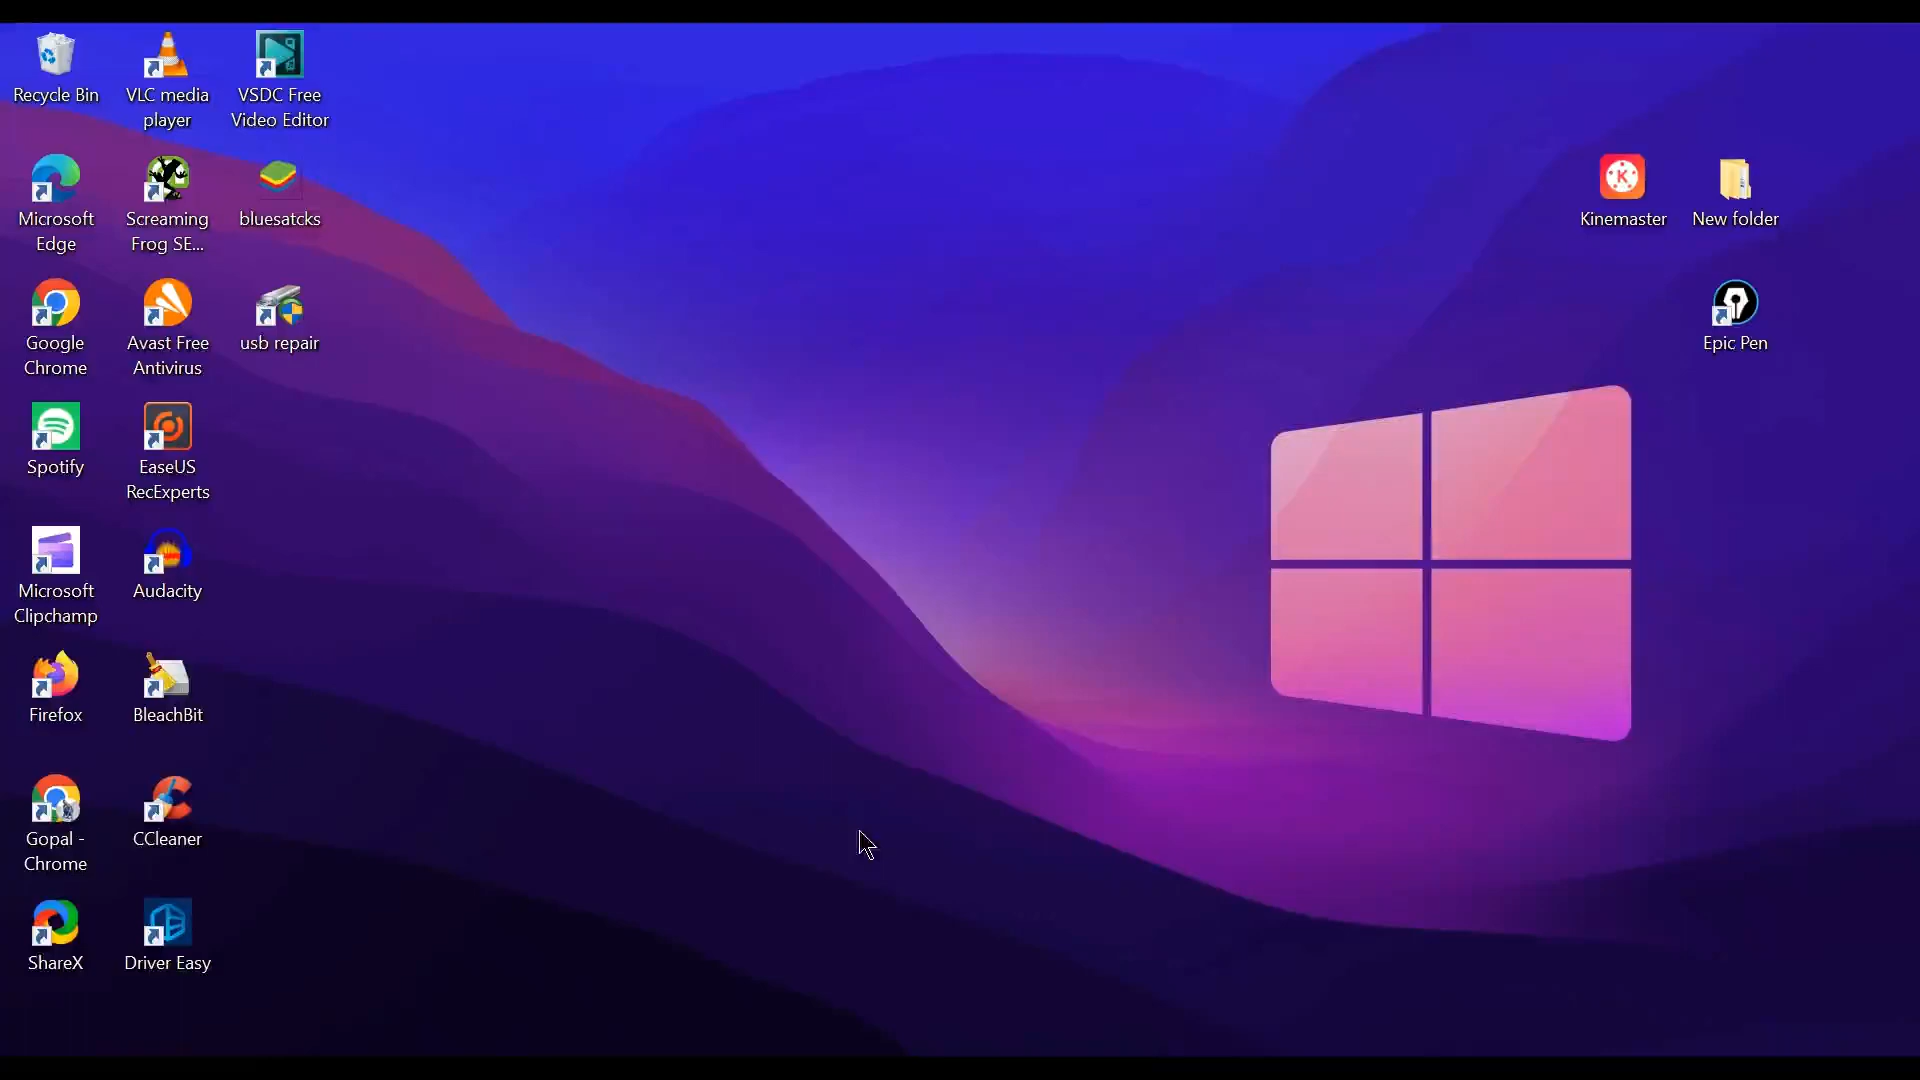 Recycle Bin
VLC media
player
VSDC Free
Video Editor
Microsoft
Edge
Screaming
Frog SE...
bluesatcks
Kinemaster
New folder
Google
Chrome
Avast Free
Antivirus
usb repair
Epic Pen
Spotify
EaseUS
RecExperts
Microsoft
Clipchamp
Audacity
Firefox
BleachBit
Gopal -
Chrome
CCleaner
ShareX
Driver Easy